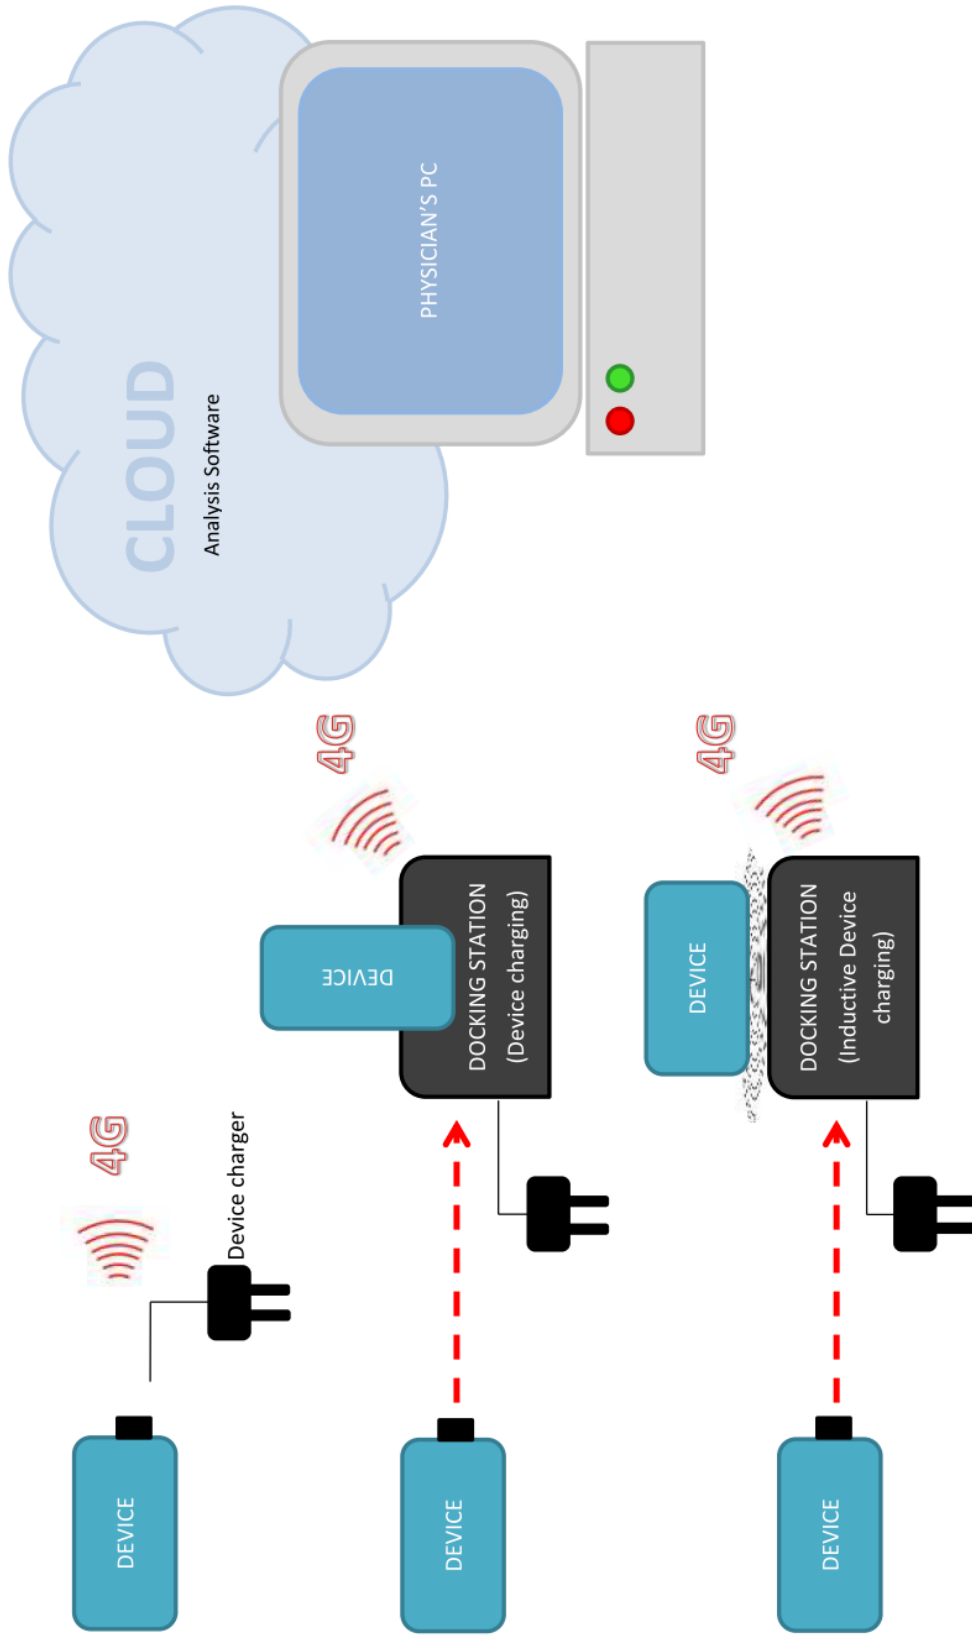 DEVICE
4G
Device charger
CLOUD
Analysis Software
PHYSICIAN'S PC
DEVICE
DEVICE
DOCKING STATION
(Device charging)
4G
DEVICE
DEVICE
DOCKING STATION
(Inductive Device
charging)
4G